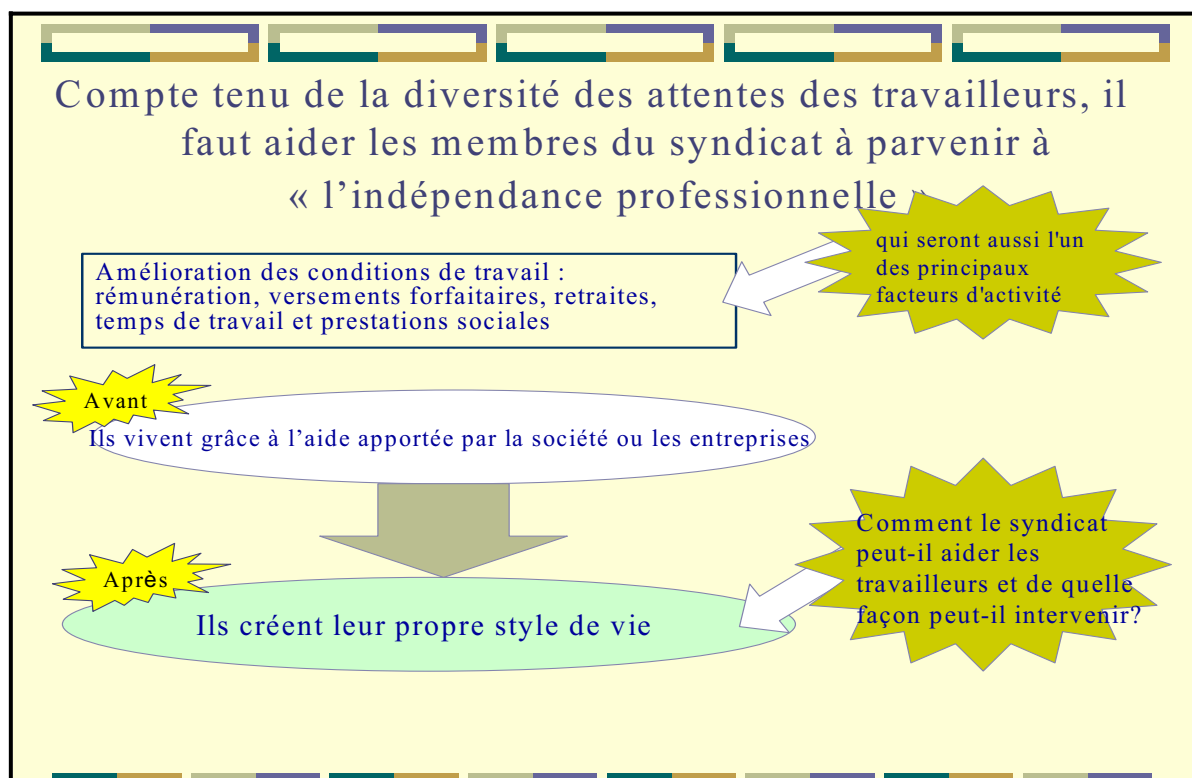 Compte tenu de la diversité des attentes des travailleurs, il
faut aider les membres du syndicat à parvenir à
« l’indépendance professionnelle »
qui seront aussi l'un
des principaux
facteurs d'activité
Amélioration des conditions de travail :
rémunération, versements forfaitaires, retraites,
temps de travail et prestations sociales
Avant
Ils vivent grâce à l’aide apportée par la société ou les entreprises
Comment le syndicat
peut-il aider les
travailleurs et de quelle
façon peut-il intervenir?
Après
Ils créent leur propre style de vie